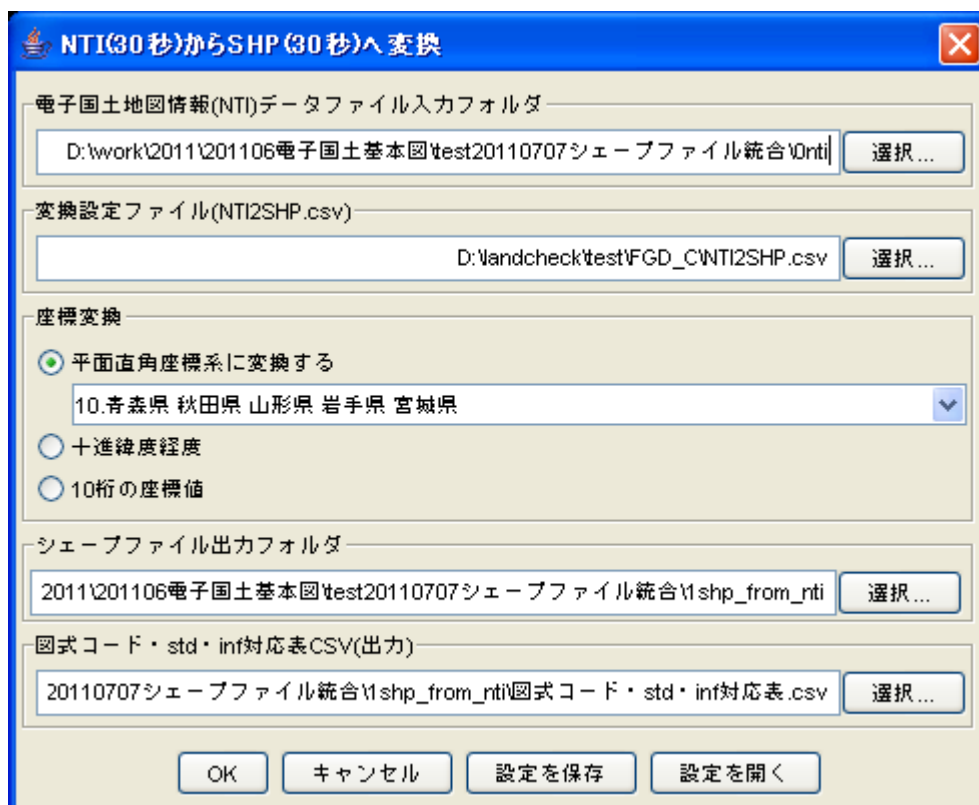 NTI(30秒)からSHP(30秒)へ変換
電子国土地図情報(NTI)データファイル入力フォルダ
D:\work\2011\201106電子国土基本図\test20110707シェープファイル統合\0nti
選択...
変換設定ファイル(NTI2SHP.csv)
D:\landcheck\test\FGD_C\NTI2SHP.csv
選択...
座標変換
平面直角座標系に変換する
10.青森県 秋田県 山形県 岩手県 宮城県
十進緯度経度
10桁の座標値
シェープファイル出力フォルダ
2011\201106電子国土基本図\test20110707シェープファイル統合\1shp_from_nti
選択...
図式コード・std・inf対応表CSV(出力)
20110707シェープファイル統合\1shp_from_nti\図式コード・std・inf対応表.csv
選択...
OK
キャンセル
設定を保存
設定を開く